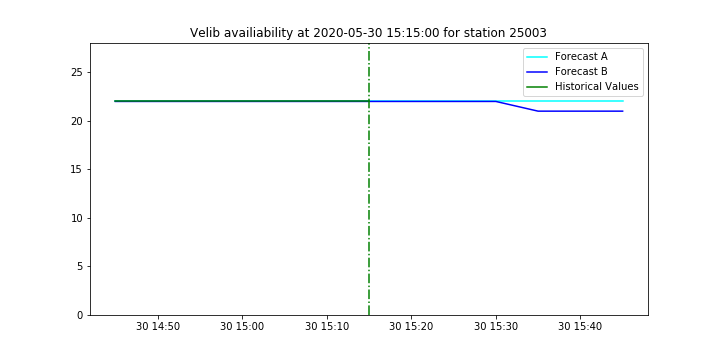 Velib availiability at 2020-05-30 15:15:00 for station 25003
Forecast A
Forecast B
Historical Values
25
20
15
10
5
0
30 14:50 30 15:00 30 15:10 30 15:20 30 15:30 30 15:40